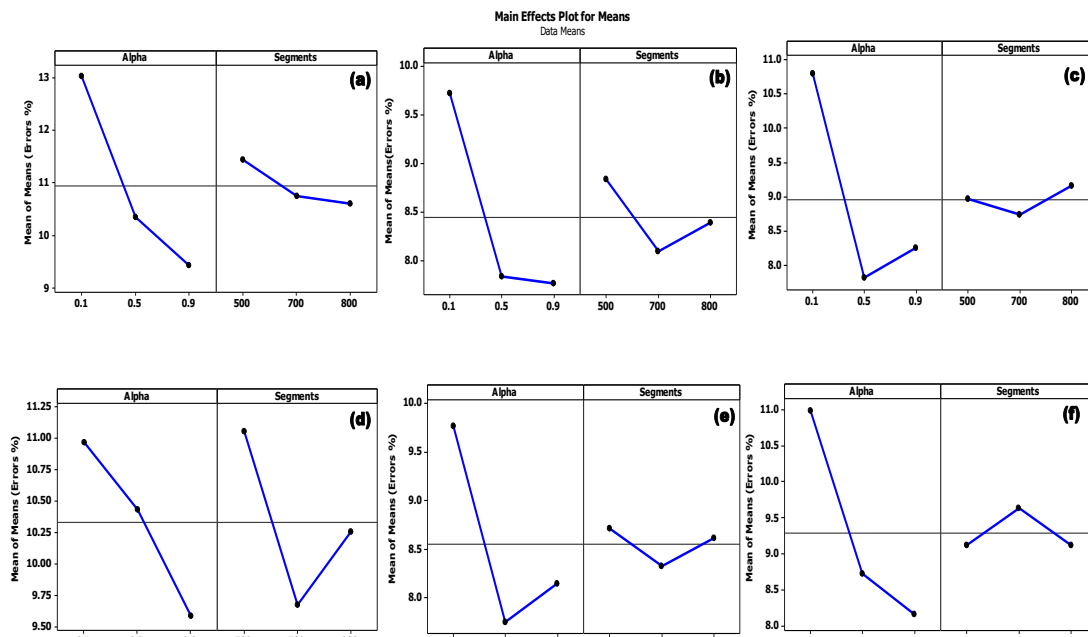 Main Effects Plot for Means
Data Means
Alpha Segments
(a)
Mean of Means (Errors %)
13
12
11
10
9
0.1 0.5 0.9 500 700 800
Alpha Segments
(b)
Mean of Means(Errors %)
10.0
9.5
9.0
8.5
8.0
0.1 0.5 0.9 500 700 800
Alpha Segments
(c)
Mean of Means (Errors %)
11.0
10.5
10.0
9.5
9.0
8.5
8.0
0.1 0.5 0.9 500 700 800
Alpha Segments
(d)
Mean of Means (Errors %)
11.25
11.00
10.75
10.50
10.25
10.00
9.75
9.50
Alpha Segments
(e)
Mean of Means (Errors %)
10.0
9.5
9.0
8.5
8.0
Alpha Segments
(f)
Mean of Means (Errors %)
11.0
10.5
10.0
9.5
9.0
8.5
8.0